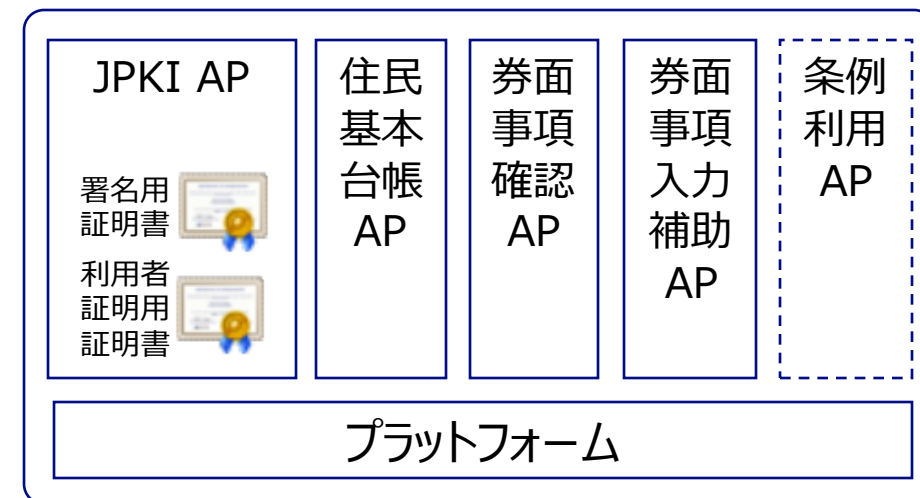 JPKI AP
署名用
証明書
利用者
証明用
証明書
住民
基本
台帳
AP
券面
事項
確認
AP
券面
事項
入力
補助
AP
条例
利用
AP
プラットフォーム